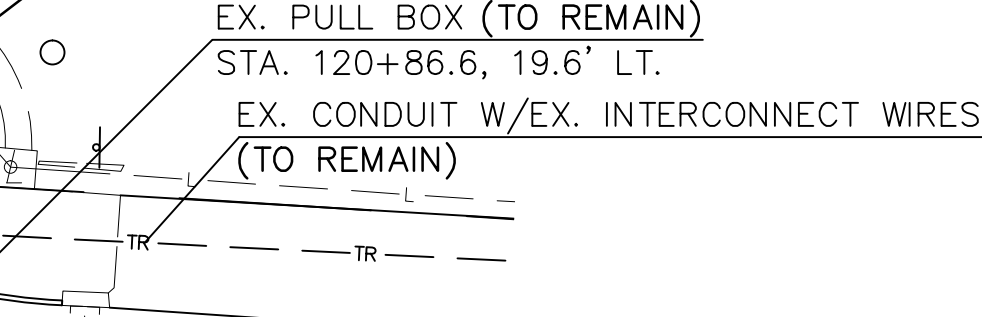 EX. PULL BOX (TO REMAIN)
STA. 120+86.6, 19.6' LT.
EX. CONDUIT W/EX. INTERCONNECT WIRES
(TO REMAIN)
L
L
TR
TR